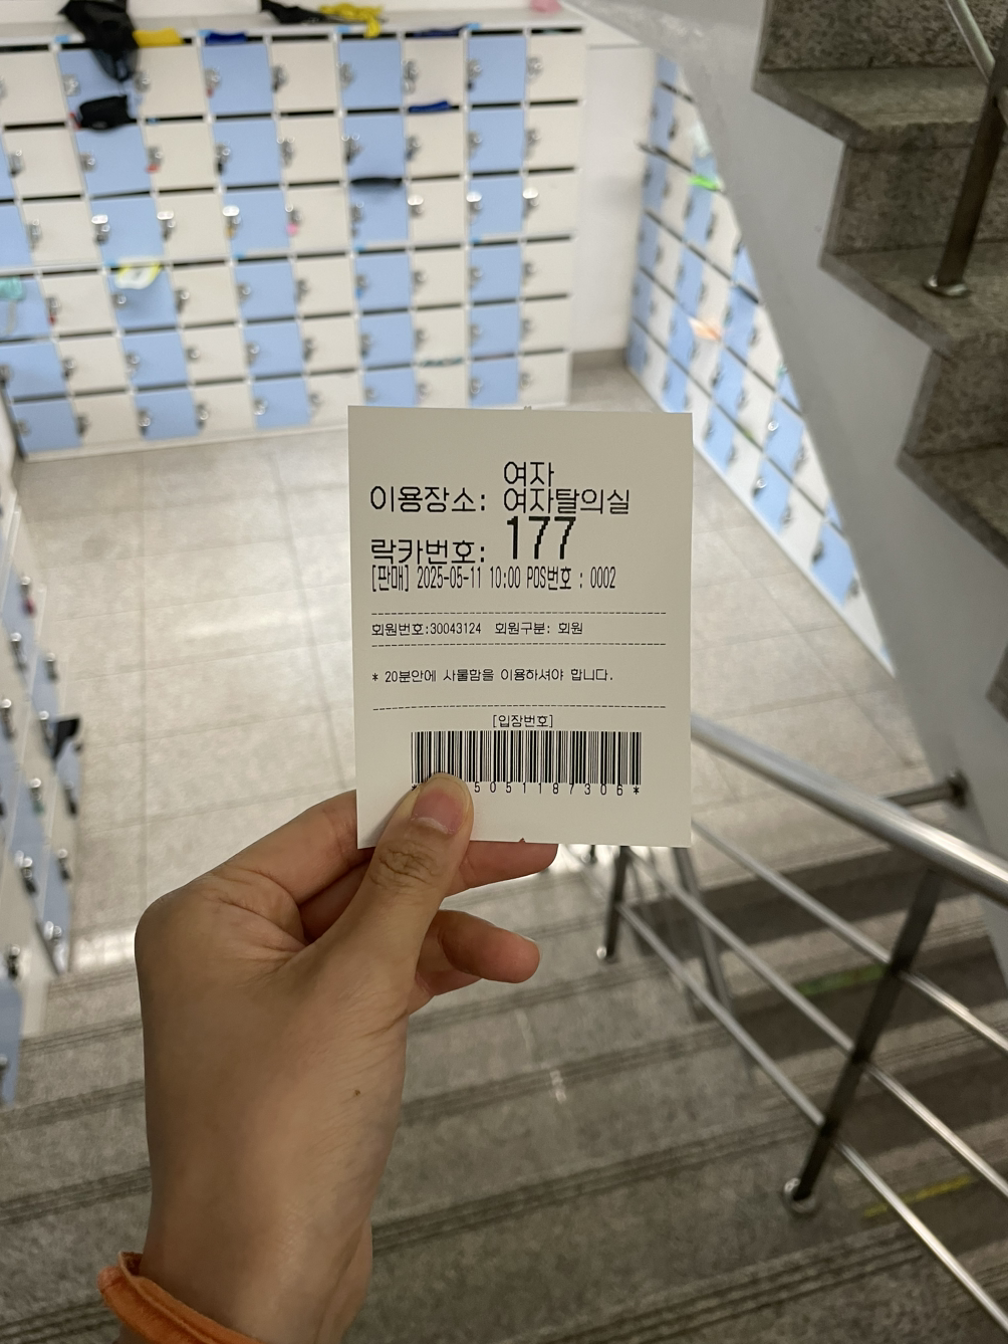 여자
이용장소: 여자탈의실
락카번호: 177
[판매] 2025-05-11 10:00 POS번호 : 0002
회원번호:30043124 회원구분: 회원
* 20분안에 사물함을 이용하셔야 합니다.
[입장번호]
5051187306*